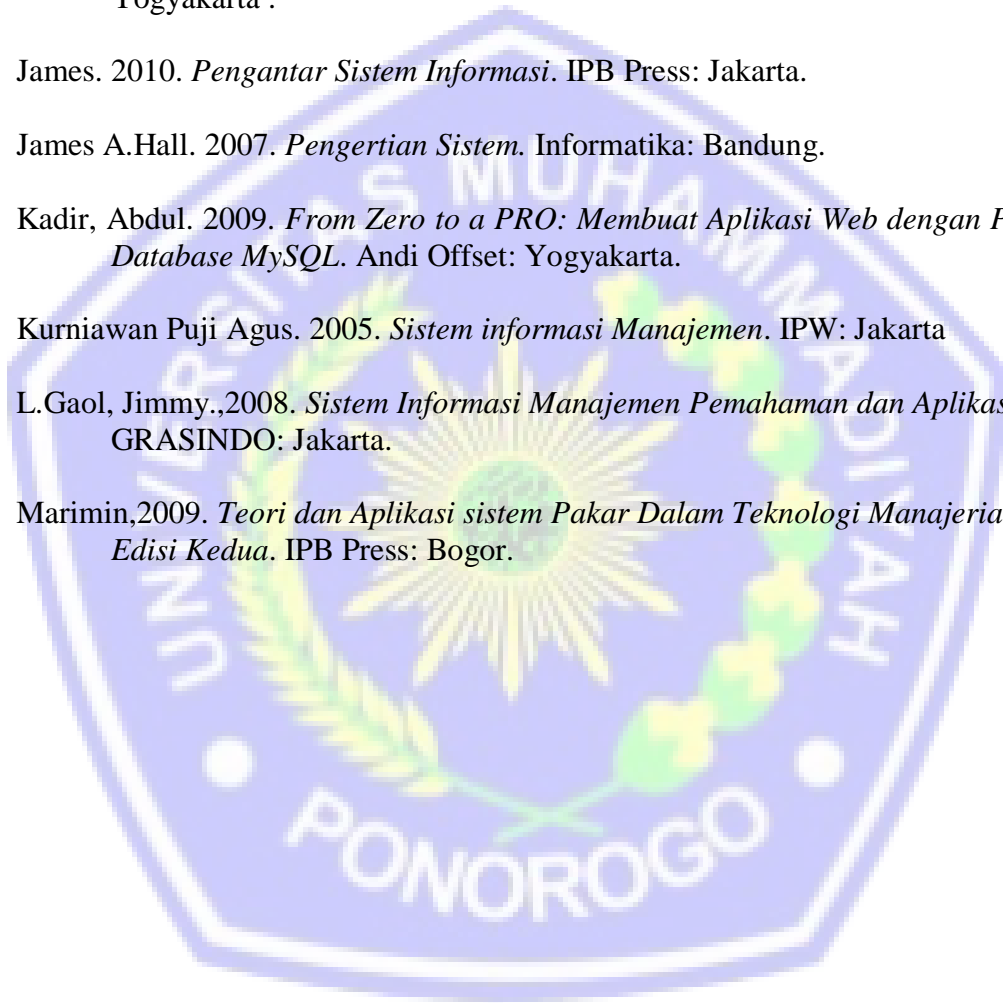 Yogyakarta .
James. 2010. Pengantar Sistem Informasi. IPB Press: Jakarta.
James A.Hall. 2007. Pengertian Sistem. Informatika: Bandung.
Kadir, Abdul. 2009. From Zero to a PRO: Membuat Aplikasi Web dengan
Database MySQL. Andi Offset: Yogyakarta.
Kurniawan Puji Agus. 2005. Sistem informasi Manajemen. IPW: Jakarta
L.Gaol, Jimmy.,2008. Sistem Informasi Manajemen Pemahaman dan
GRASINDO: Jakarta.
Marimin,2009. Teori dan Aplikasi sistem Pakar Dalam Teknologi
Edisi Kedua. IPB Press: Bogor.
UNIVERSITAS MUHAMMADIYAH
PONOROGO